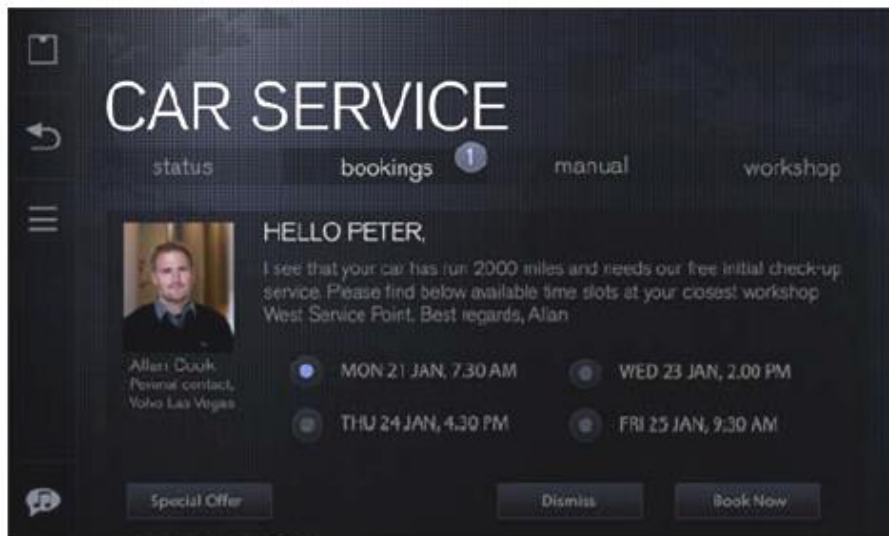 CAR SERVICE
status bookings 1 manual workshop
HELLO PETER,
I see that your car has run 2000 miles and needs our free initial check-up
service. Please find below available time slots at your closest workshop
West Service Point. Best regards, Allan
Allan Cook
Personal contact,
Volvo Las Vegas
MON 21 JAN, 7.30 AM WED 23 JAN, 2.00 PM
THU 24 JAN, 4.30 PM FRI 25 JAN, 9:30 AM
Special Offer Dismiss Book Now